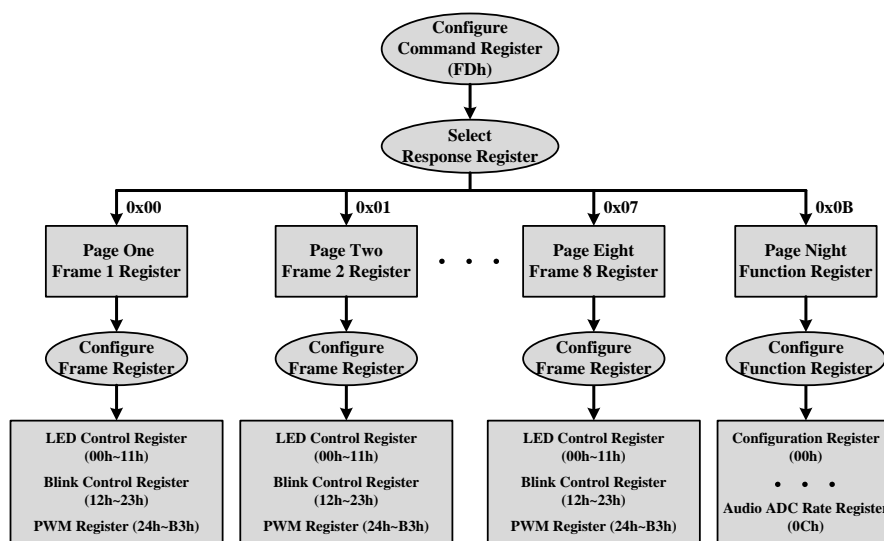 Configure
Command Register
(FDh)
Select
Response Register
0x00
0x01
0x07
0x0B
Page One
Frame 1 Register
Page Two
Frame 2 Register
. . .
Page Eight
Frame 8 Register
Page Night
Function Register
Configure
Frame Register
Configure
Frame Register
Configure
Frame Register
Configure
Function Register
LED Control Register
(00h~11h)
Blink Control Register
(12h~23h)
PWM Register (24h~B3h)
LED Control Register
(00h~11h)
Blink Control Register
(12h~23h)
PWM Register (24h~B3h)
LED Control Register
(00h~11h)
Blink Control Register
(12h~23h)
PWM Register (24h~B3h)
Configuration Register
(00h)
. . .
Audio ADC Rate Register
(0Ch)